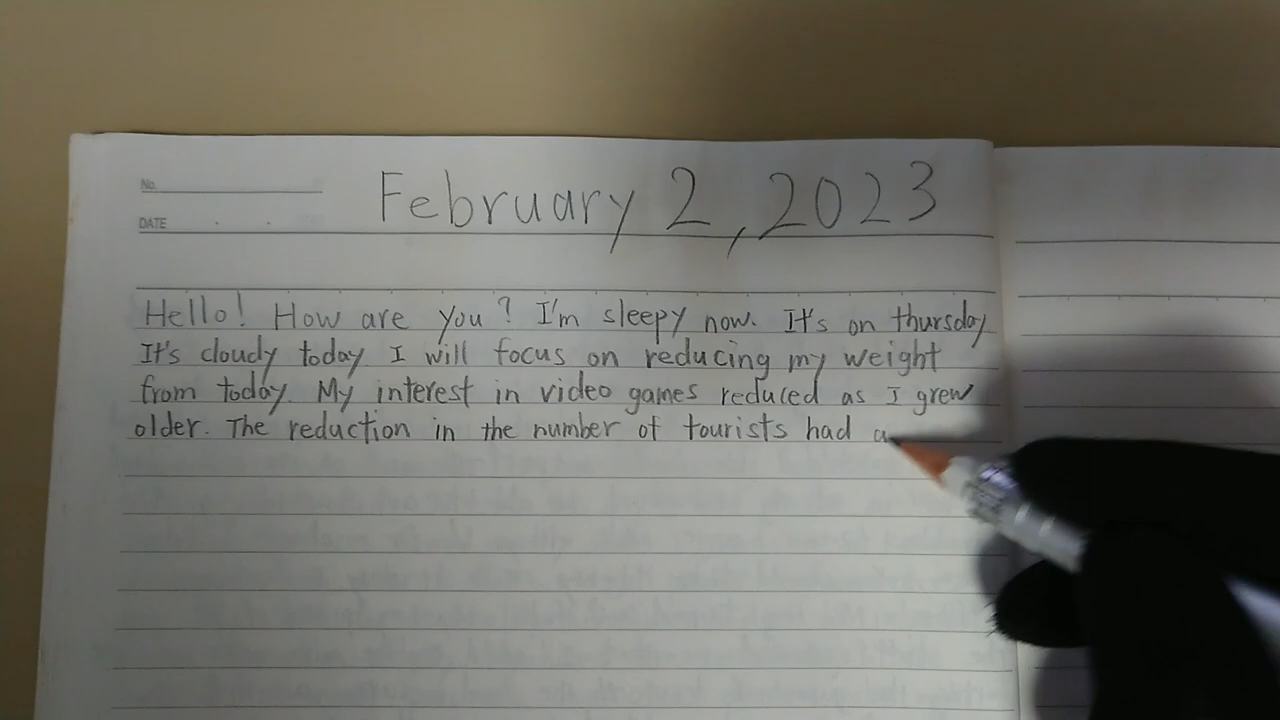 No.
DATE . .
February 2, 2023
Hello! How are you? I'm sleepy now. It's on thursday
It's cloudy today. I will focus on reducing my weight
from today. My interest in video games reduced as I grew
older. The reduction in the number of tourists had a